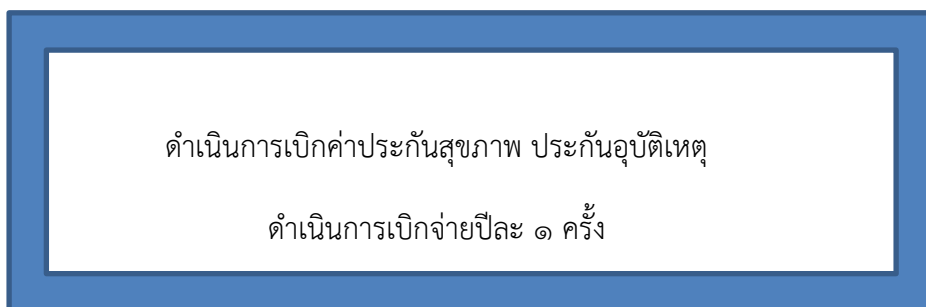 ดำเนินการเบิกค่าประกันสุขภาพ ประกันอุบัติเหตุ
ดำเนินการเบิกจ่ายปีละ ๑ ครั้ง